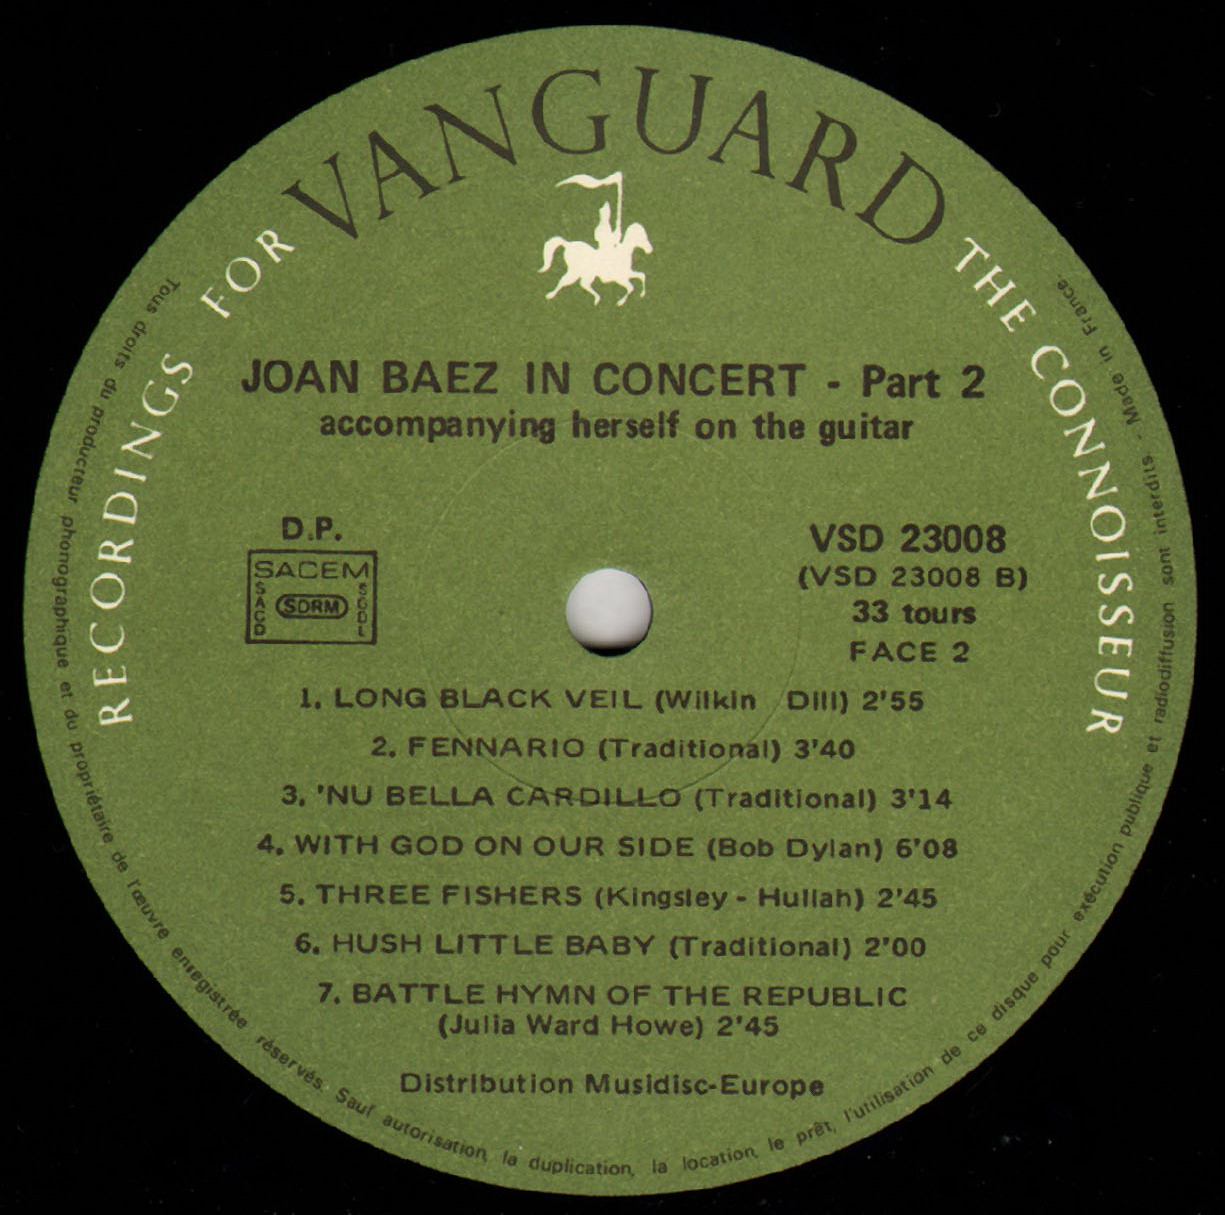 VANGUARD
RECORDINGS FOR THE CONNOISSEUR
JOAN BAEZ IN CONCERT - Part 2
accompanying herself on the guitar
D.P.
SACEM
SACD
SDRM
SGDL
VSD 23008
(VSD 23008 B)
33 tours
FACE 2
1. LONG BLACK VEIL (Wilkin Dill) 2'55
2. FENNARIO (Traditional) 3'40
3. 'NU BELLA CARDILLO (Traditional) 3'14
4. WITH GOD ON OUR SIDE (Bob Dylan) 6'08
5. THREE FISHERS (Kingsley - Hullah) 2'45
6. HUSH LITTLE BABY (Traditional) 2'00
7. BATTLE HYMN OF THE REPUBLIC
(Julia Ward Howe) 2'45
Distribution Musidisc-Europe
Tous droits du producteur phonographique et du propriétaire de l'œuvre enregistrée réservés. Sauf autorisation, la duplication, la location, le prêt, l'utilisation de ce disque pour exécution publique et radiodiffusion sont interdits - Made in France.